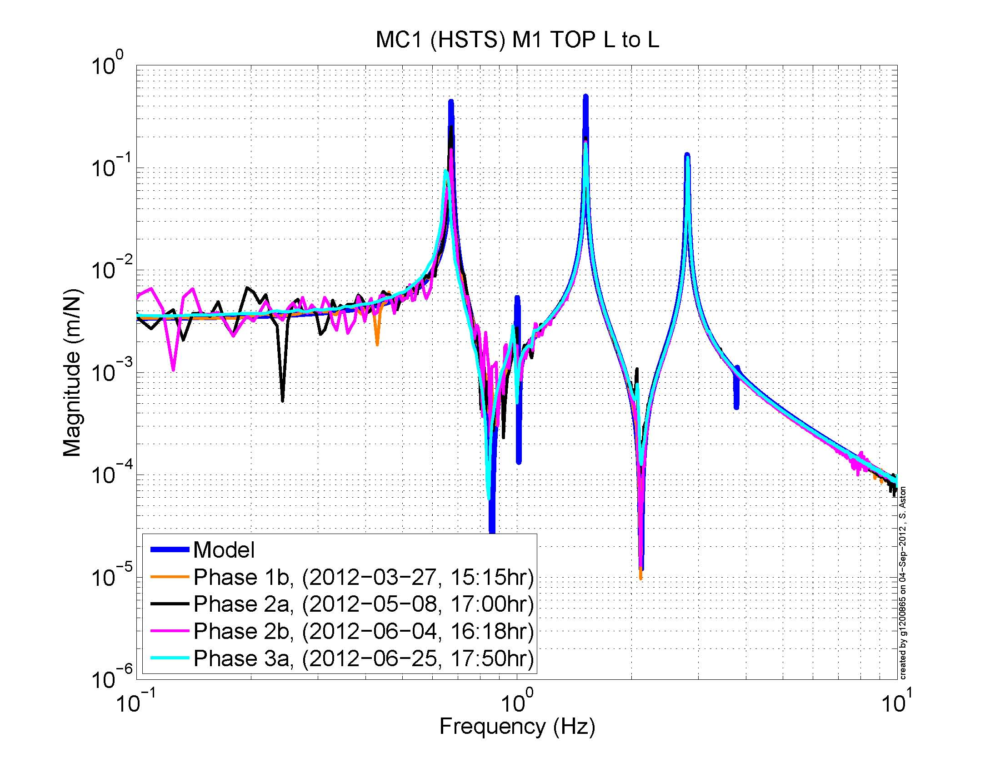 MC1 (HSTS) M1 TOP L to L
10^0
10^−1
10^−2
10^−3
10^−4
10^−5
10^−6
Magnitude (m/N)
Model
Phase 1b, (2012−03−27, 15:15hr)
Phase 2a, (2012−05−08, 17:00hr)
Phase 2b, (2012−06−04, 16:18hr)
Phase 3a, (2012−06−25, 17:50hr)
10^−1 10^0 10^1
Frequency (Hz)
created by g1200865 on 04−Sep−2012 , S. Aston